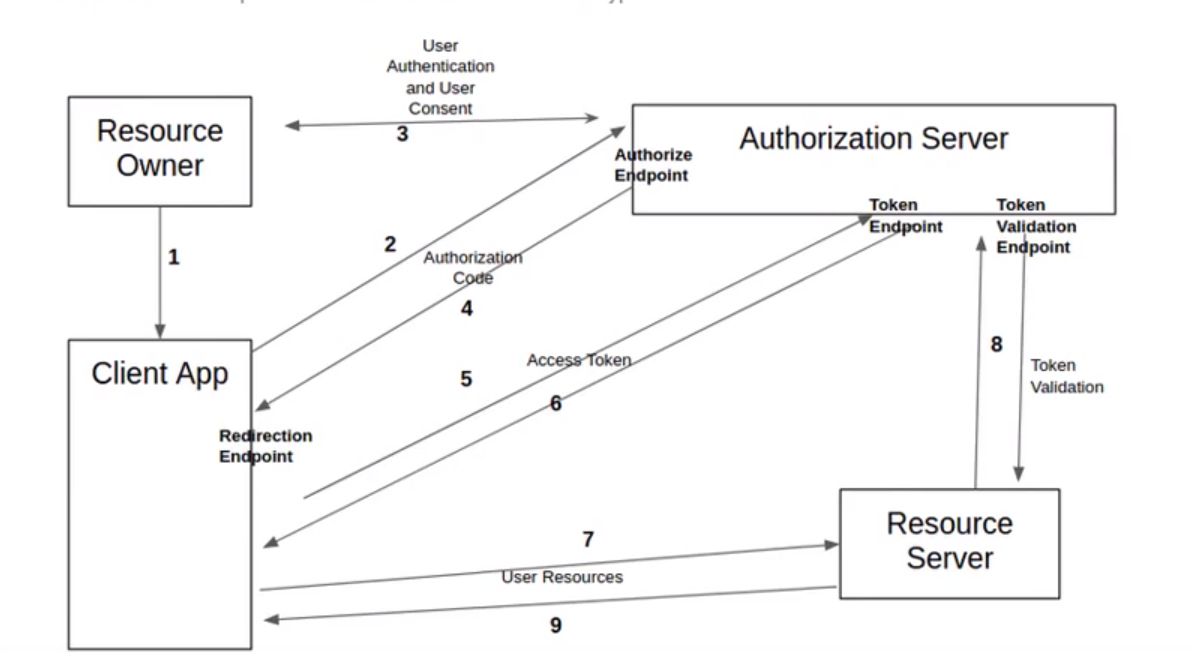 User
Authentication
and User
Consent
3
Resource
Owner
Authorization Server
Authorize
Endpoint
Token
Endpoint
Token
Validation
Endpoint
1
2
Authorization
Code
4
8
Client App
Access Token
5
6
Token
Validation
Redirection
Endpoint
Resource
Server
7
User Resources
9